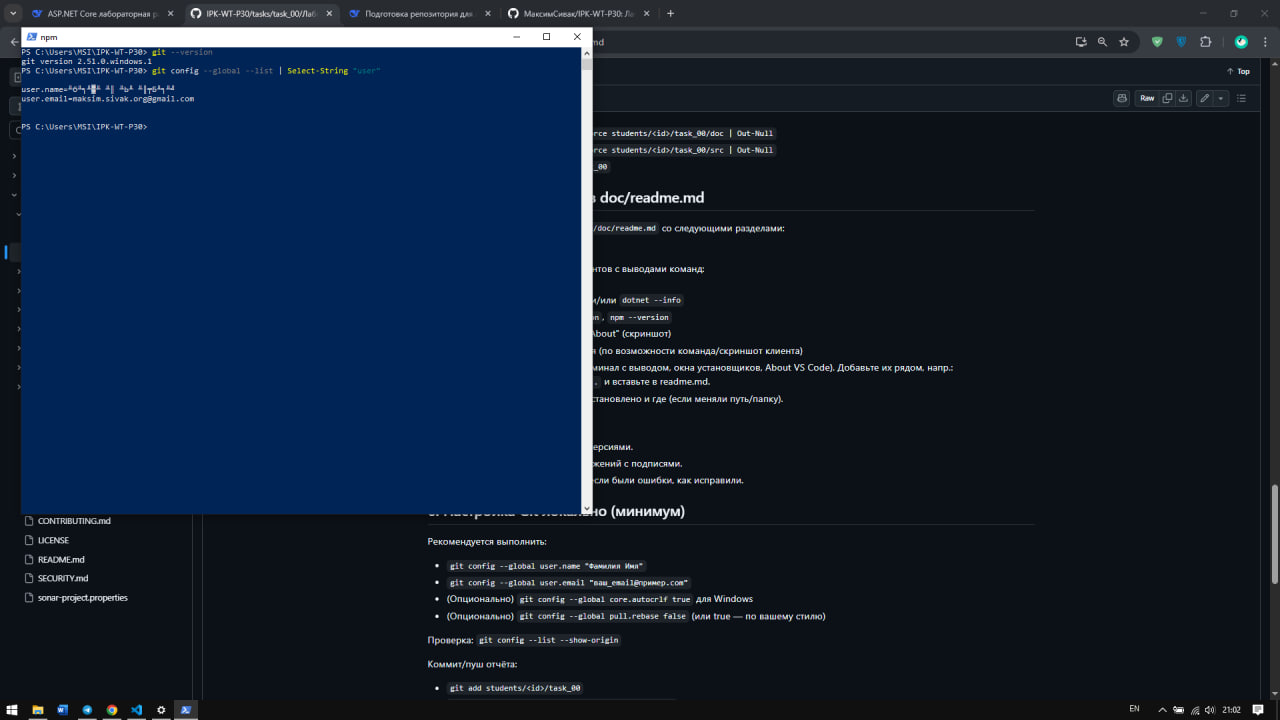 ASP.NET Core лабораторная р
IPK-WT-P30/tasks/task_00/Лаб
Подготовка репозитория для
МаксимСивак/IPK-WT-P30: Ла
npm
md
PS C:\Users\MSI\IPK-WT-P30> git --version
git version 2.51.0.windows.1
PS C:\Users\MSI\IPK-WT-P30> git config --global --list | Select-String "user"
user.email=maksim.sivak.org@gmail.com
PS C:\Users\MSI\IPK-WT-P30>
Top
Raw
orce students/<id>/task_00/doc | Out-Null
orce students/<id>/task_00/src | Out-Null
_00
в doc/readme.md
/doc/readme.md со следующими разделами:
нтов с выводами команд:
и/или dotnet --info
on, npm --version
About" (скриншот)
я (по возможности команда/скриншот клиента)
минал с выводом, окна установщиков, About VS Code). Добавьте их рядом, напр.:
. и вставьте в readme.md.
становлено и где (если меняли путь/папку).
ерсиями.
жений с подписями.
если были ошибки, как исправили.
CONTRIBUTING.md
LICENSE
README.md
SECURITY.md
sonar-project.properties
Настройка Git локально (минимум)
Рекомендуется выполнить:
git config --global user.name "Фамилия Имя"
git config --global user.email "ваш_email@пример.com"
(Опционально) git config --global core.autocrlf true для Windows
(Опционально) git config --global pull.rebase false (или true — по вашему стилю)
Проверка: git config --list --show-origin
Коммит/пуш отчёта:
git add students/<id>/task_00
EN
21:02